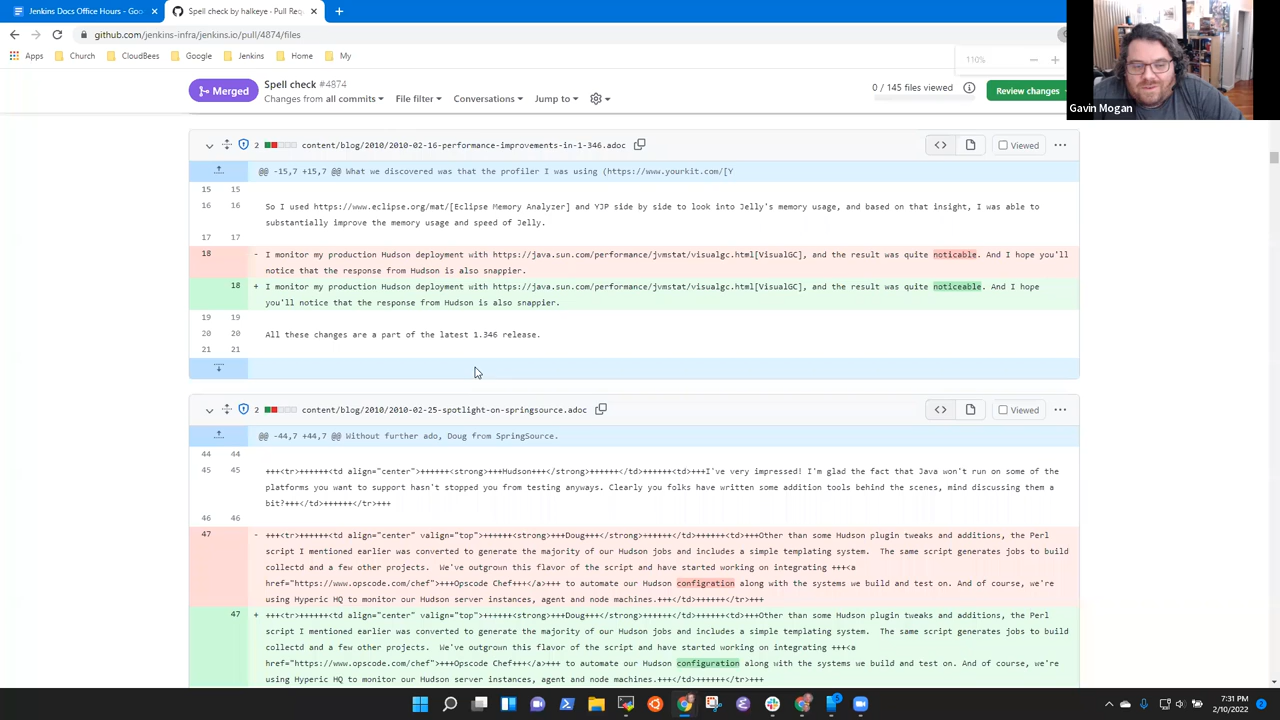 Jenkins Docs Office Hours - Goo
Spell check by halkeye · Pull Req
github.com/jenkins-infra/jenkins.io/pull/4874/files
Apps
Church
CloudBees
Google
Jenkins
Home
My
110%
Gavin Mogan
Merged
Spell check #4874
Changes from all commits
File filter
Conversations
Jump to
0 / 145 files viewed
Review changes
2 content/blog/2010/2010-02-16-performance-improvements-in-1-346.adoc
Viewed
@@ -15,7 +15,7 @@ What we discovered was that the profiler I was using (https://www.yourkit.com/[Y
15 15
16 16 So I used https://www.eclipse.org/mat/[Eclipse Memory Analyzer] and YJP side by side to look into Jelly's memory usage, and based on that insight, I was able to
substantially improve the memory usage and speed of Jelly.
17 17
18 - I monitor my production Hudson deployment with https://java.sun.com/performance/jvmstat/visualgc.html[VisualGC], and the result was quite noticable. And I hope you'll
notice that the response from Hudson is also snappier.
18 + I monitor my production Hudson deployment with https://java.sun.com/performance/jvmstat/visualgc.html[VisualGC], and the result was quite noticeable. And I hope
you'll notice that the response from Hudson is also snappier.
19 19
20 20 All these changes are a part of the latest 1.346 release.
21 21
2 content/blog/2010/2010-02-25-spotlight-on-springsource.adoc
Viewed
@@ -44,7 +44,7 @@ Without further ado, Doug from SpringSource.
44 44
45 45 +++<tr>++++++<td align="center">++++++<strong>+++Hudson+++</strong>++++++</td>++++++<td>+++I've very impressed! I'm glad the fact that Java won't run on some of the
platforms you want to support hasn't stopped you from testing anyways. Clearly you folks have written some addition tools behind the scenes, mind discussing them a
bit?+++</td>++++++</tr>+++
46 46
47 - +++<tr>++++++<td align="center" valign="top">++++++<strong>+++Doug+++</strong>++++++</td>++++++<td>+++Other than some Hudson plugin tweaks and additions, the Perl
script I mentioned earlier was converted to generate the majority of our Hudson jobs and includes a simple templating system. The same script generates jobs to build
collectd and a few other projects. We've outgrown this flavor of the script and have started working on integrating +++<a
href="https://www.opscode.com/chef">+++Opscode Chef+++</a>+++ to automate our Hudson configration along with the systems we build and test on. And of course, we're
using Hyperic HQ to monitor our Hudson server instances, agent and node machines.+++</td>++++++</tr>+++
47 + +++<tr>++++++<td align="center" valign="top">++++++<strong>+++Doug+++</strong>++++++</td>++++++<td>+++Other than some Hudson plugin tweaks and additions, the Perl
script I mentioned earlier was converted to generate the majority of our Hudson jobs and includes a simple templating system. The same script generates jobs to build
collectd and a few other projects. We've outgrown this flavor of the script and have started working on integrating +++<a
href="https://www.opscode.com/chef">+++Opscode Chef+++</a>+++ to automate our Hudson configuration along with the systems we build and test on. And of course, we're
using Hyperic HQ to monitor our Hudson server instances, agent and node machines.+++</td>++++++</tr>+++
7:31 PM
2/10/2022